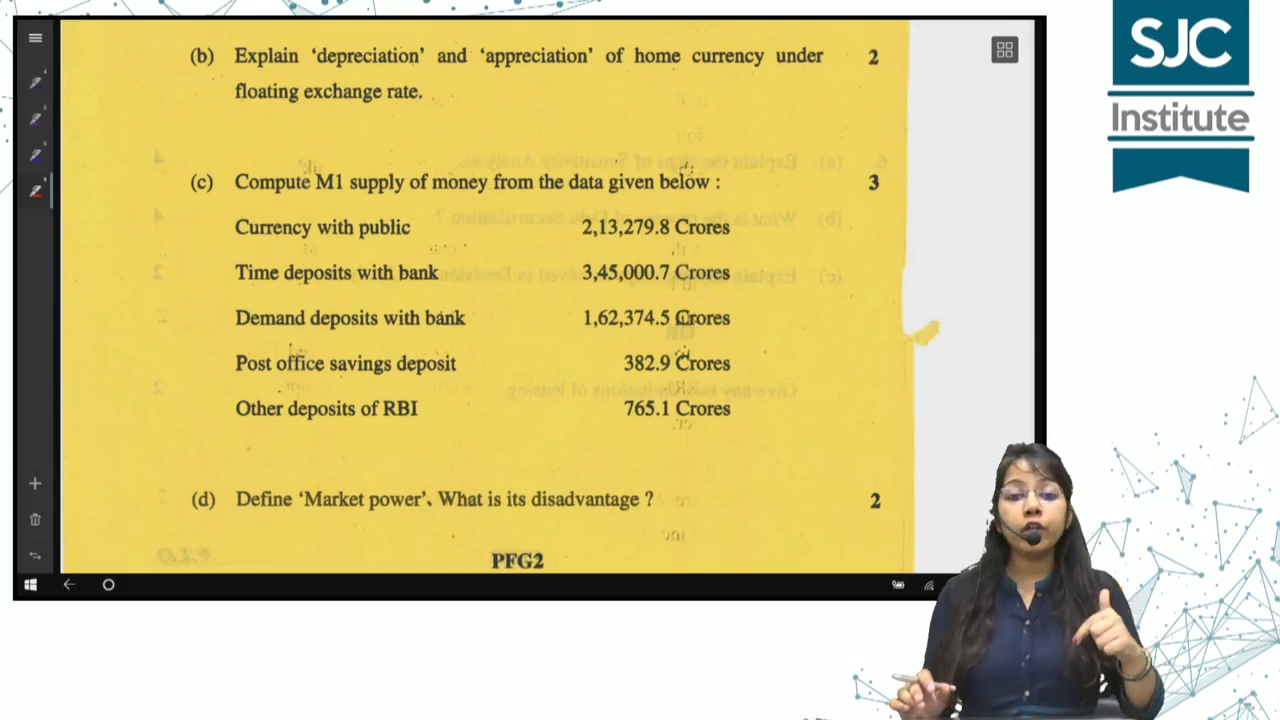 (b) Explain ‘depreciation’ and ‘appreciation’ of home currency under 2
floating exchange rate.
(c) Compute M1 supply of money from the data given below : 3
Currency with public 2,13,279.8 Crores
Time deposits with bank 3,45,000.7 Crores
Demand deposits with bank 1,62,374.5 Crores
Post office savings deposit 382.9 Crores
Other deposits of RBI 765.1 Crores
(d) Define ‘Market power’. What is its disadvantage ? 2
PFG2
SJC
Institute